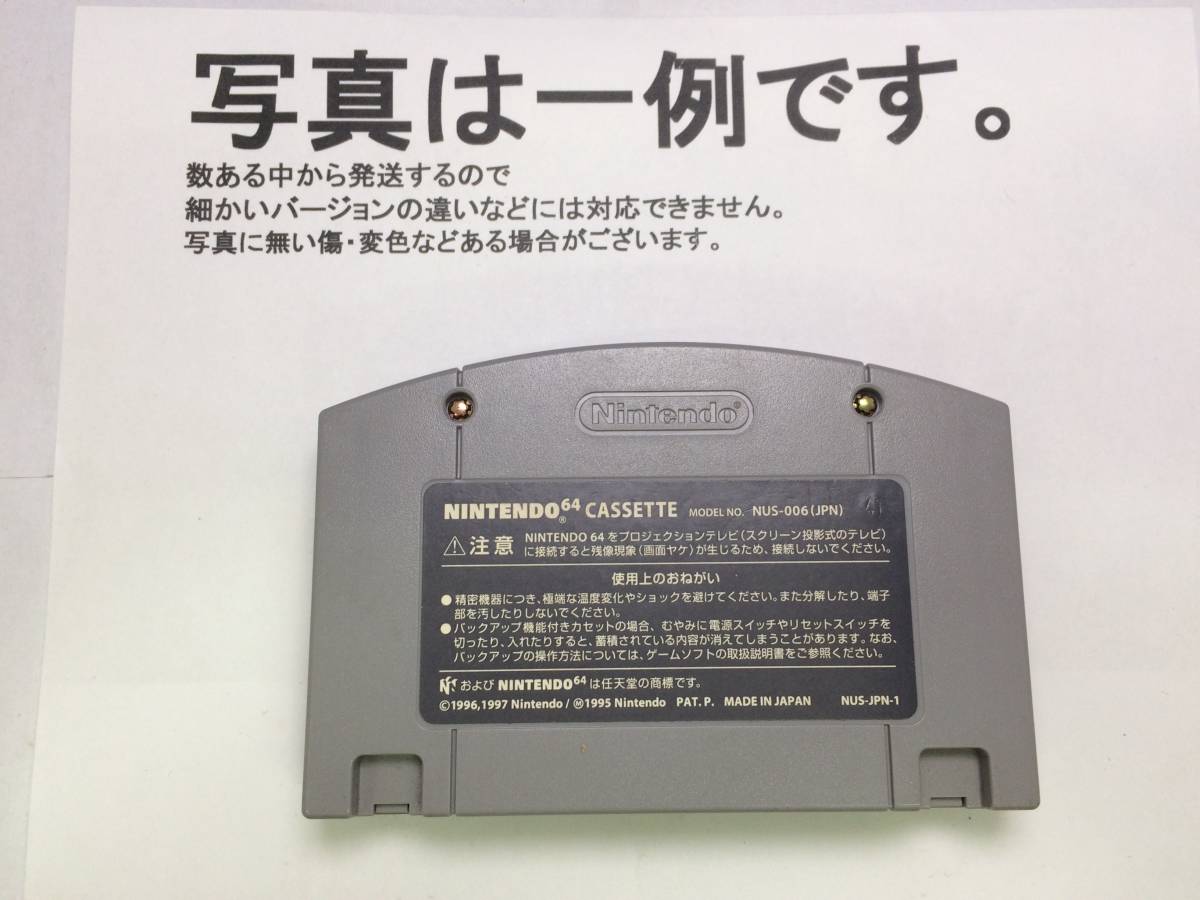 写真は一例です。
数ある中から発送するので
細かいバージョンの違いなどには対応できません。
写真に無い傷・変色などある場合がございます。
Nintendo®
NINTENDO64® CASSETTE MODEL NO. NUS-006(JPN) 41
⚠注意 NINTENDO 64をプロジェクションテレビ(スクリーン投影式のテレビ)
に接続すると残像現象(画面ヤケ)が生じるため、接続しないでください。
使用上のおねがい
●精密機器につき、極端な温度変化やショックを避けてください。また分解したり、端子
部を汚したりしないでください。
●バックアップ機能付きカセットの場合、むやみに電源スイッチやリセットスイッチを
切ったり、入れたりすると、蓄積されている内容が消えてしまうことがあります。なお、
バックアップの操作方法については、ゲームソフトの取扱説明書をご参照ください。
および NINTENDO64 は任天堂の商標です。
©1996,1997 Nintendo / Ⓜ1995 Nintendo PAT. P. MADE IN JAPAN NUS-JPN-1